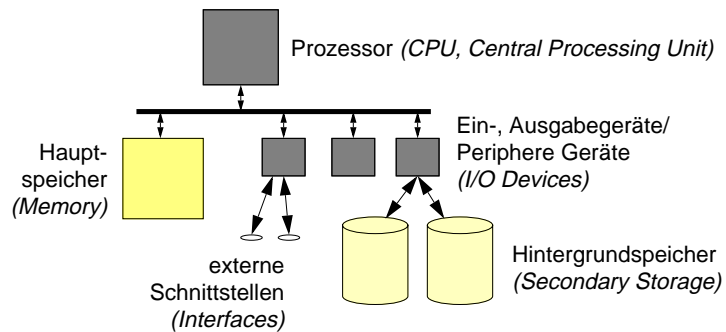 Prozessor (CPU, Central Processing Unit)
Haupt-
speicher
(Memory)
Ein-, Ausgabegeräte/
Periphere Geräte
(I/O Devices)
externe
Schnittstellen
(Interfaces)
Hintergrundspeicher
(Secondary Storage)